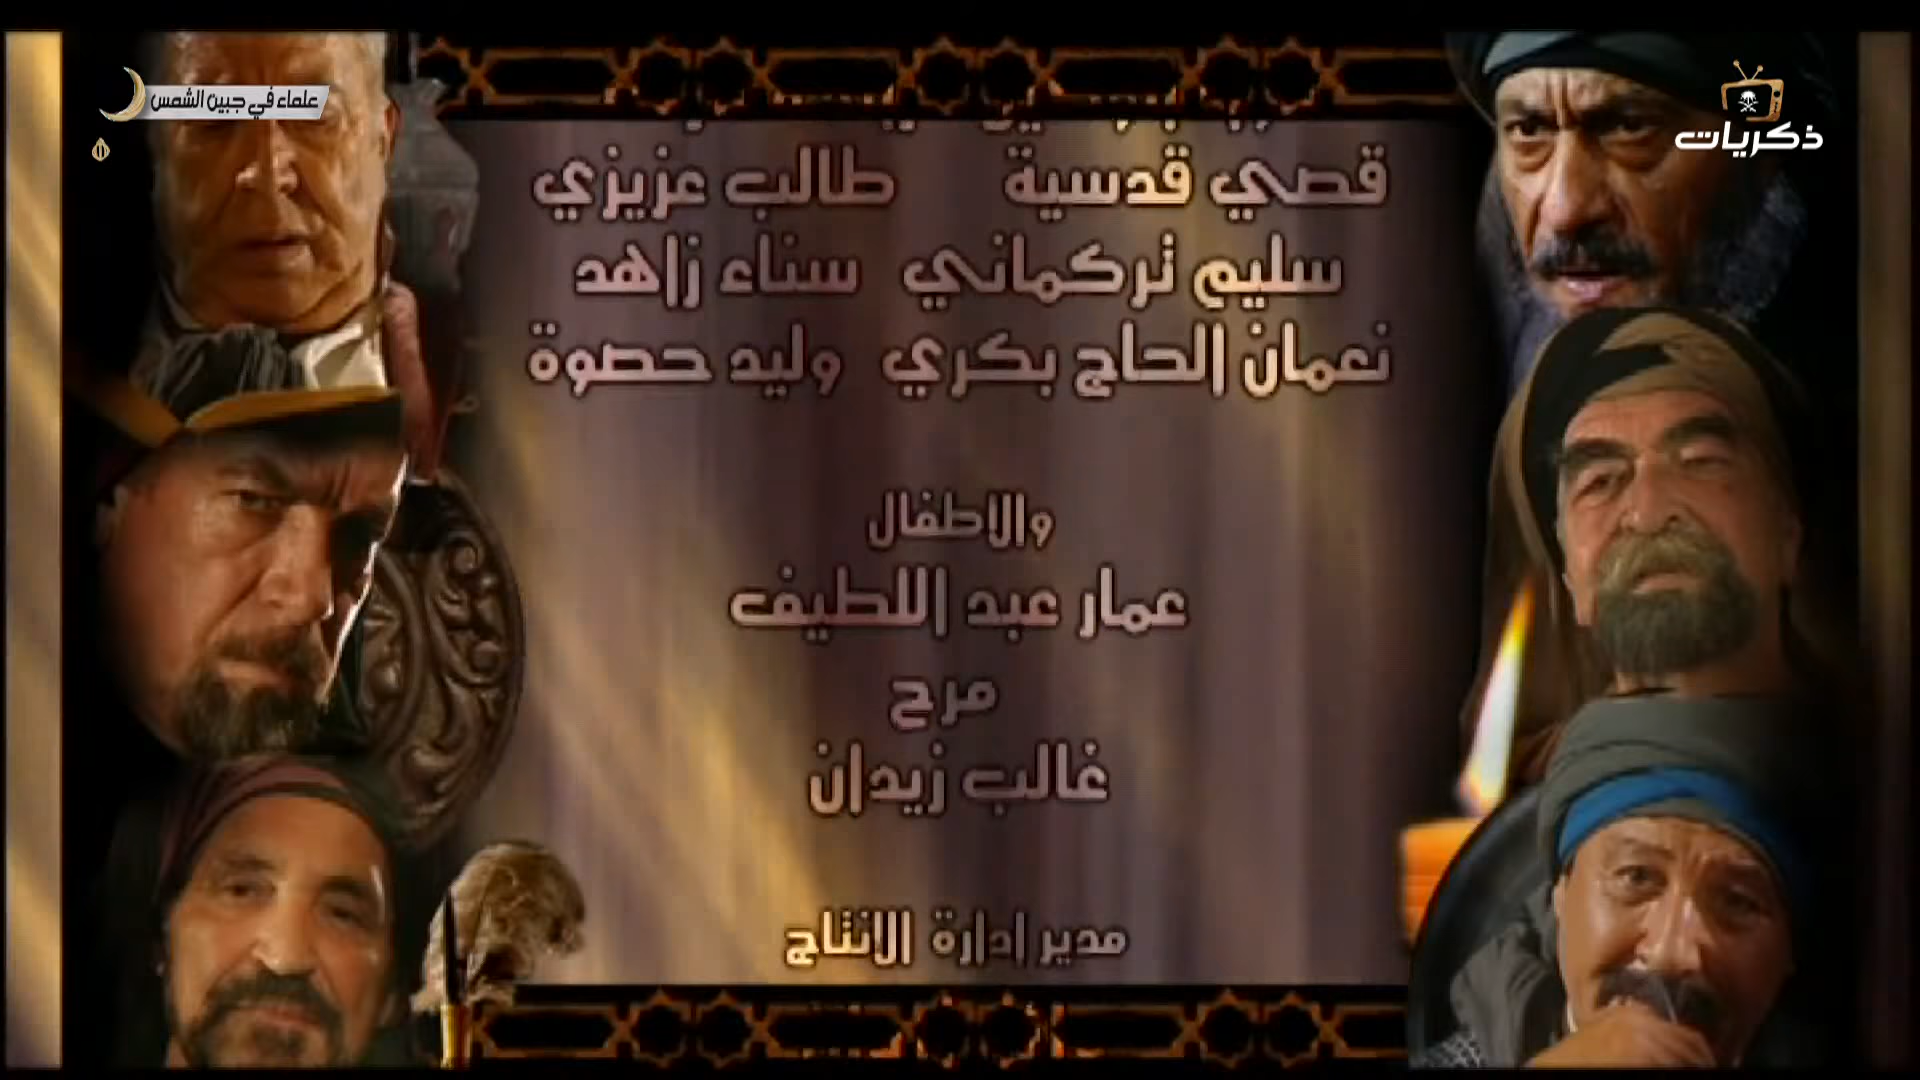 علماء في جبين الشمس
ذكريات
قصي قدسية طالب عزيزي
سليم تركماني سناء زاهد
نعمان الحاج بكري وليد حصوة
والاطفال
عمار عبد اللطيف
مرح
غالب زيدان
مدير ادارة الانتاج